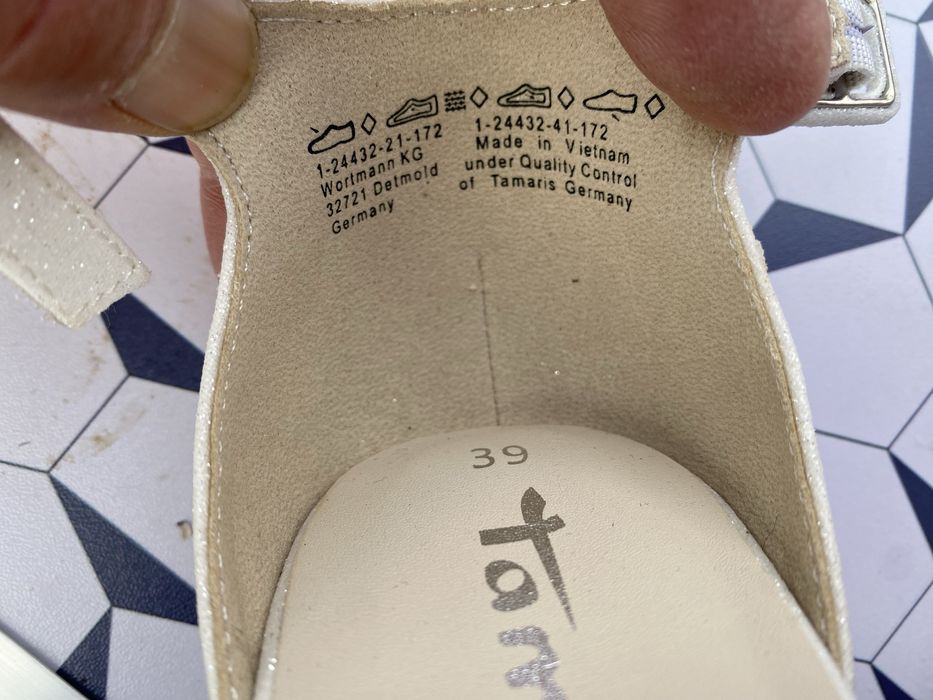 1-24432-21-172
Wortmann KG
32721 Detmold
Germany
1-24432-41-172
Made in Vietnam
under Quality Control
of Tamaris Germany
39
Tam